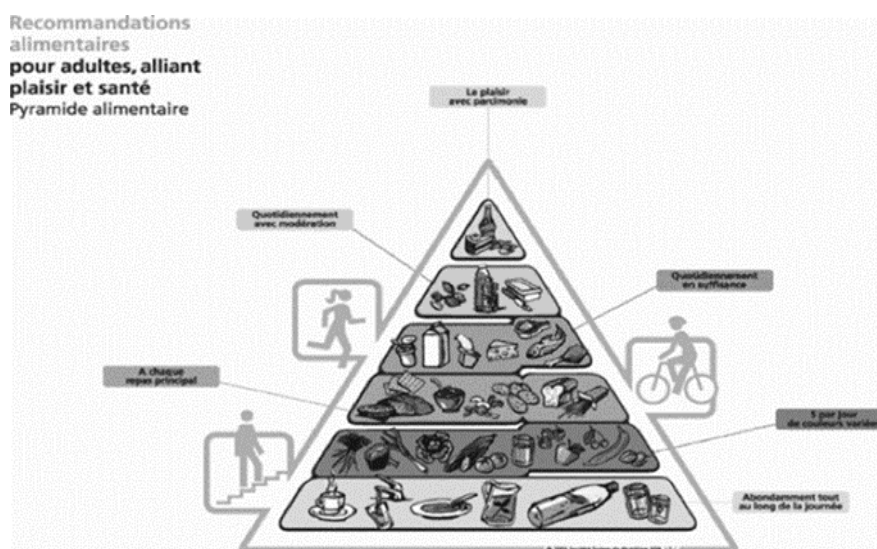 Recommandations
alimentaires
pour adultes, alliant
plaisir et santé
Pyramide alimentaire
Le plaisir
avec parcimonie
Quotidiennement
avec modération
Quotidiennement
en suffisance
A chaque
repas principal
5 par jour
de couleurs variées
Abondamment tout
au long de la journée